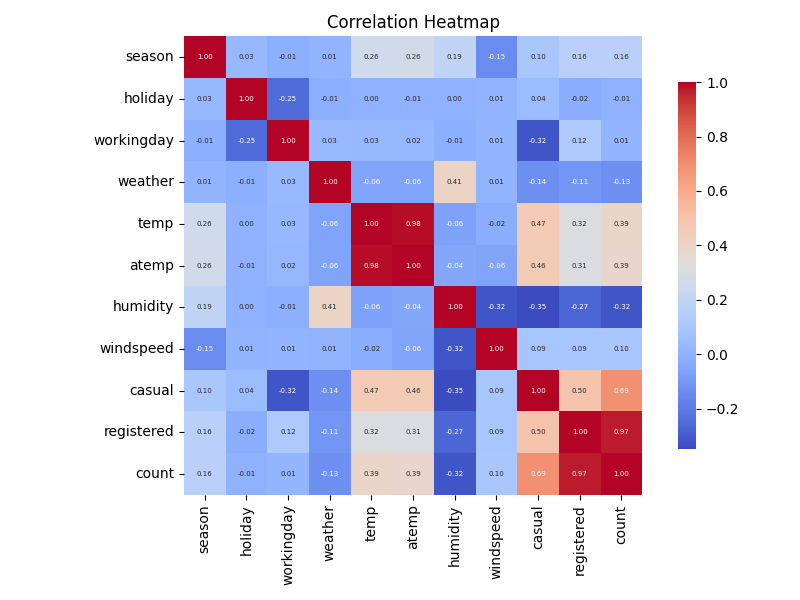 Correlation Heatmap
season 1.00 0.03 -0.01 0.01 0.26 0.26 0.19 -0.15 0.10 0.16 0.16
holiday 0.03 1.00 -0.25 -0.01 0.00 -0.01 0.00 0.01 0.04 -0.02 -0.01
workingday -0.01 -0.25 1.00 0.03 0.03 0.02 -0.01 0.01 -0.32 0.12 0.01
weather 0.01 -0.01 0.03 1.00 -0.06 -0.06 0.41 0.01 -0.14 -0.11 -0.13
temp 0.26 0.00 0.03 -0.06 1.00 0.98 -0.06 -0.02 0.47 0.32 0.39
atemp 0.26 -0.01 0.02 -0.06 0.98 1.00 -0.04 -0.06 0.46 0.31 0.39
humidity 0.19 0.00 -0.01 0.41 -0.06 -0.04 1.00 -0.32 -0.35 -0.27 -0.32
windspeed -0.15 0.01 0.01 0.01 -0.02 -0.06 -0.32 1.00 0.09 0.09 0.10
casual 0.10 0.04 -0.32 -0.14 0.47 0.46 -0.35 0.09 1.00 0.50 0.69
registered 0.16 -0.02 0.12 -0.11 0.32 0.31 -0.27 0.09 0.50 1.00 0.97
count 0.16 -0.01 0.01 -0.13 0.39 0.39 -0.32 0.10 0.69 0.97 1.00
season holiday workingday weather temp atemp humidity windspeed casual registered count
1.0
0.8
0.6
0.4
0.2
0.0
−0.2